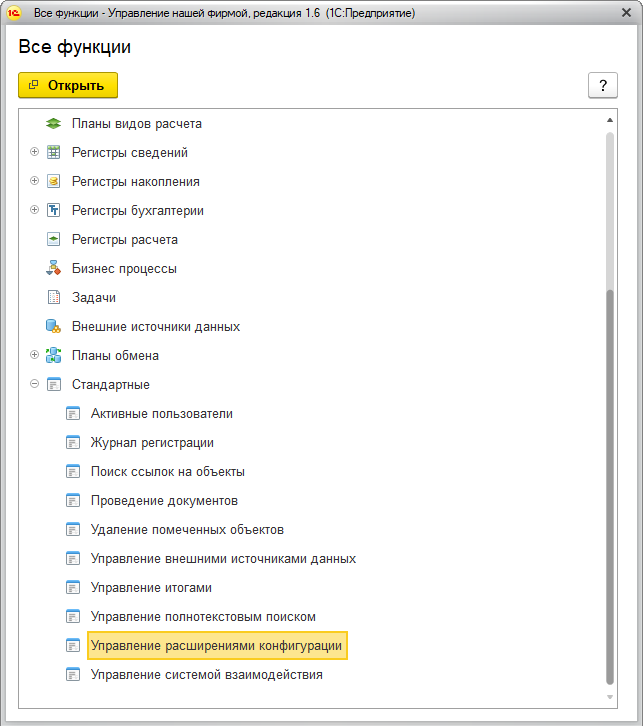 Все функции - Управление нашей фирмой, редакция 1.6 (1С:Предприятие)
Все функции
Открыть
?
Планы видов расчета
Регистры сведений
Регистры накопления
Регистры бухгалтерии
Регистры расчета
Бизнес процессы
Задачи
Внешние источники данных
Планы обмена
Стандартные
Активные пользователи
Журнал регистрации
Поиск ссылок на объекты
Проведение документов
Удаление помеченных объектов
Управление внешними источниками данных
Управление итогами
Управление полнотекстовым поиском
Управление расширениями конфигурации
Управление системой взаимодействия